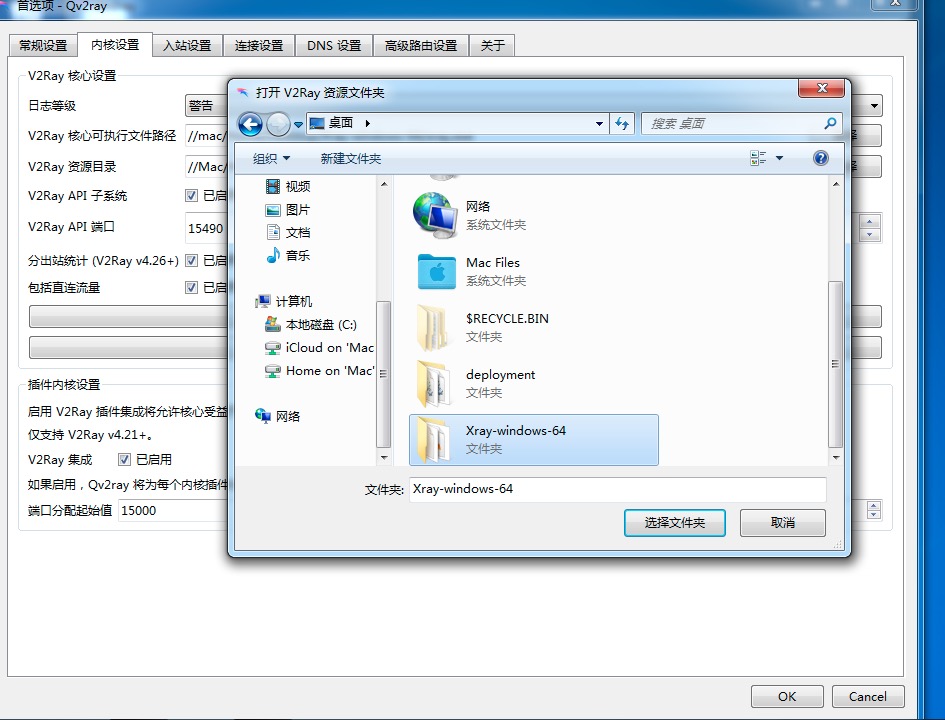 首选项 - Qv2ray
常规设置 内核设置 入站设置 连接设置 DNS 设置 高级路由设置 关于
V2Ray 核心设置
日志等级 警告
V2Ray 核心可执行文件路径 //mac/
V2Ray 资源目录 //Mac/
V2Ray API 子系统 已启
V2Ray API 端口 15490
分出站统计 (V2Ray v4.26+) 已启
包括直连流量 已启
插件内核设置
启用 V2Ray 插件集成将允许核心受益
仅支持 V2Ray v4.21+。
V2Ray 集成 已启用
如果启用，Qv2ray 将为每个内核插件
端口分配起始值 15000
打开 V2Ray 资源文件夹
桌面 搜索 桌面
组织 新建文件夹
视频
图片
文档
音乐
计算机
本地磁盘 (C:)
iCloud on 'Mac
Home on 'Mac'
网络
网络
系统文件夹
Mac Files
系统文件夹
$RECYCLE.BIN
文件夹
deployment
文件夹
Xray-windows-64
文件夹
文件夹: Xray-windows-64
选择文件夹 取消
OK Cancel